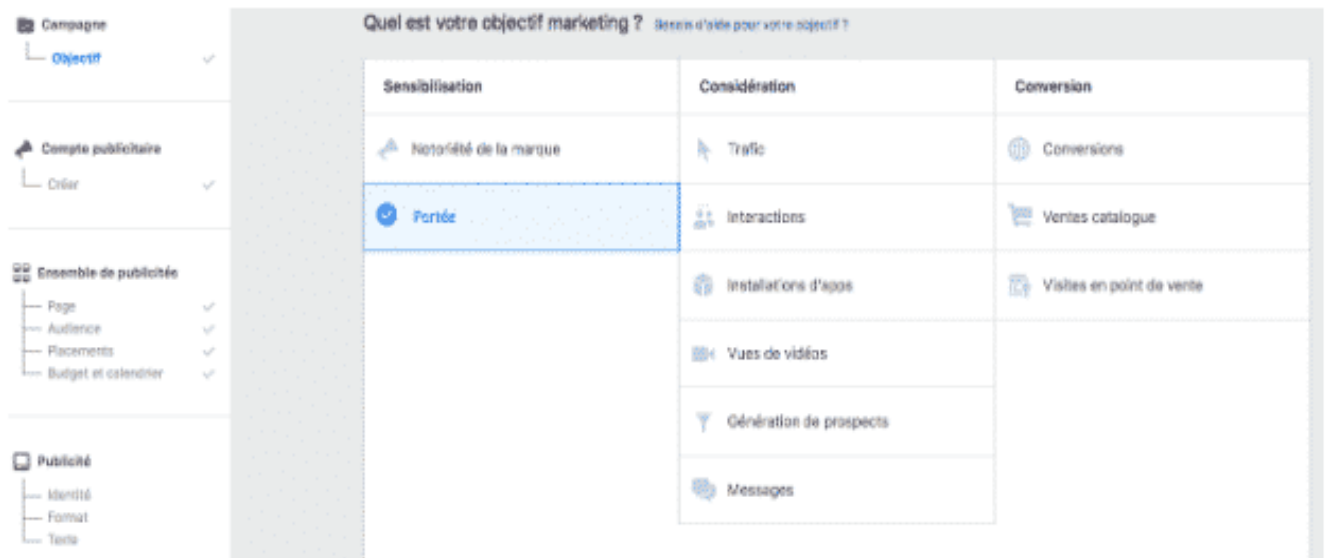 Campagne
Objectif
Compte publicitaire
Créer
Ensemble de publicités
Page
Audience
Placements
Budget et calendrier
Publicité
Identité
Format
Texte
Quel est votre objectif marketing ? Besoin d'aide pour votre objectif ?
Sensibilisation
Notoriété de la marque
Portée
Considération
Trafic
Interactions
Installations d'apps
Vues de vidéos
Génération de prospects
Messages
Conversion
Conversions
Ventes catalogue
Visites en point de vente